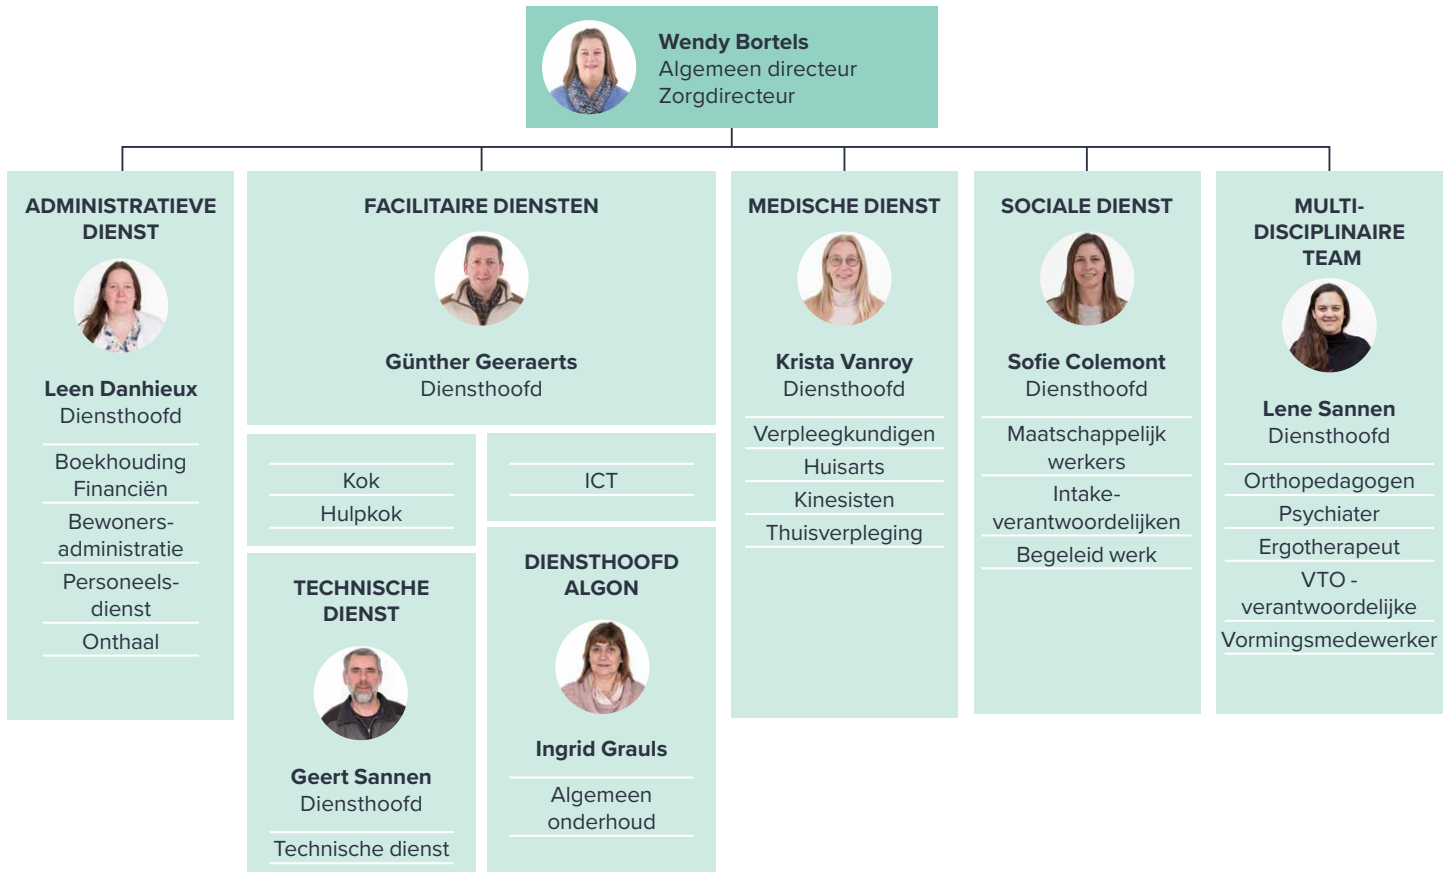 Wendy Bortels
Algemeen directeur
Zorgdirecteur
ADMINISTRATIEVE
DIENST
Leen Danhieux
Diensthoofd
Boekhouding
Financiën
Bewoners-
administratie
Personeels-
dienst
Onthaal
FACILITAIRE DIENSTEN
Günther Geeraerts
Diensthoofd
Kok
Hulpkok
ICT
TECHNISCHE
DIENST
Geert Sannen
Diensthoofd
Technische dienst
DIENSTHOOFD
ALGON
Ingrid Grauls
Algemeen
onderhoud
MEDISCHE DIENST
Krista Vanroy
Diensthoofd
Verpleegkundigen
Huisarts
Kinesisten
Thuisverpleging
SOCIALE DIENST
Sofie Colemont
Diensthoofd
Maatschappelijk
werkers
Intake-
verantwoordelijken
Begeleid werk
MULTI-
DISCIPLINAIRE
TEAM
Lene Sannen
Diensthoofd
Orthopedagogen
Psychiater
Ergotherapeut
VTO -
verantwoordelijke
Vormingsmedewerker